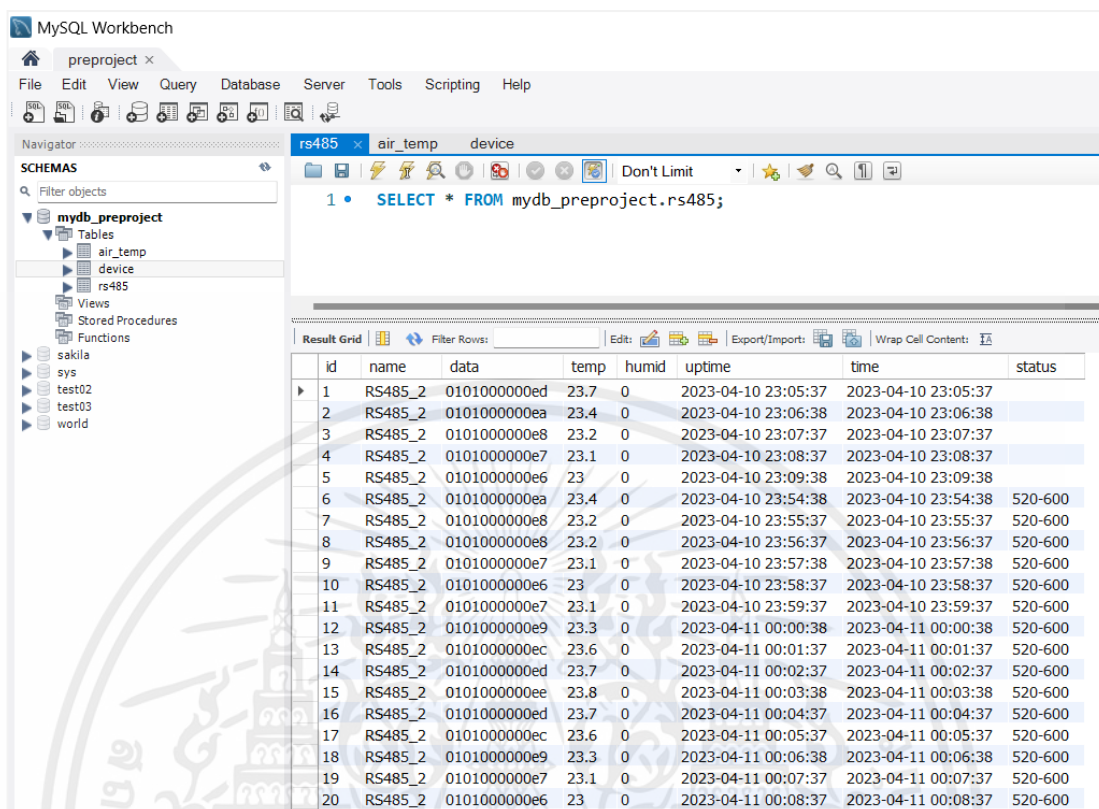 MySQL Workbench
preproject ×
File Edit View Query Database Server Tools Scripting Help
Navigator
rs485 × air_temp device
SCHEMAS
Don't Limit
Filter objects
1 • SELECT * FROM mydb_preproject.rs485;
mydb_preproject
Tables
air_temp
device
rs485
Views
Stored Procedures
Functions
sakila
sys
test02
test03
world
Result Grid Filter Rows: Edit: Export/Import: Wrap Cell Content:
id name data temp humid uptime time status
1 RS485_2 0101000000ed 23.7 0 2023-04-10 23:05:37 2023-04-10 23:05:37
2 RS485_2 0101000000ea 23.4 0 2023-04-10 23:06:38 2023-04-10 23:06:38
3 RS485_2 0101000000e8 23.2 0 2023-04-10 23:07:37 2023-04-10 23:07:37
4 RS485_2 0101000000e7 23.1 0 2023-04-10 23:08:37 2023-04-10 23:08:37
5 RS485_2 0101000000e6 23 0 2023-04-10 23:09:38 2023-04-10 23:09:38
6 RS485_2 0101000000ea 23.4 0 2023-04-10 23:54:38 2023-04-10 23:54:38 520-600
7 RS485_2 0101000000e8 23.2 0 2023-04-10 23:55:37 2023-04-10 23:55:37 520-600
8 RS485_2 0101000000e8 23.2 0 2023-04-10 23:56:37 2023-04-10 23:56:37 520-600
9 RS485_2 0101000000e7 23.1 0 2023-04-10 23:57:38 2023-04-10 23:57:38 520-600
10 RS485_2 0101000000e6 23 0 2023-04-10 23:58:37 2023-04-10 23:58:37 520-600
11 RS485_2 0101000000e7 23.1 0 2023-04-10 23:59:37 2023-04-10 23:59:37 520-600
12 RS485_2 0101000000e9 23.3 0 2023-04-11 00:00:38 2023-04-11 00:00:38 520-600
13 RS485_2 0101000000ec 23.6 0 2023-04-11 00:01:37 2023-04-11 00:01:37 520-600
14 RS485_2 0101000000ed 23.7 0 2023-04-11 00:02:37 2023-04-11 00:02:37 520-600
15 RS485_2 0101000000ee 23.8 0 2023-04-11 00:03:38 2023-04-11 00:03:38 520-600
16 RS485_2 0101000000ed 23.7 0 2023-04-11 00:04:37 2023-04-11 00:04:37 520-600
17 RS485_2 0101000000ec 23.6 0 2023-04-11 00:05:37 2023-04-11 00:05:37 520-600
18 RS485_2 0101000000e9 23.3 0 2023-04-11 00:06:38 2023-04-11 00:06:38 520-600
19 RS485_2 0101000000e7 23.1 0 2023-04-11 00:07:37 2023-04-11 00:07:37 520-600
20 RS485_2 0101000000e6 23 0 2023-04-11 00:08:37 2023-04-11 00:08:37 520-600